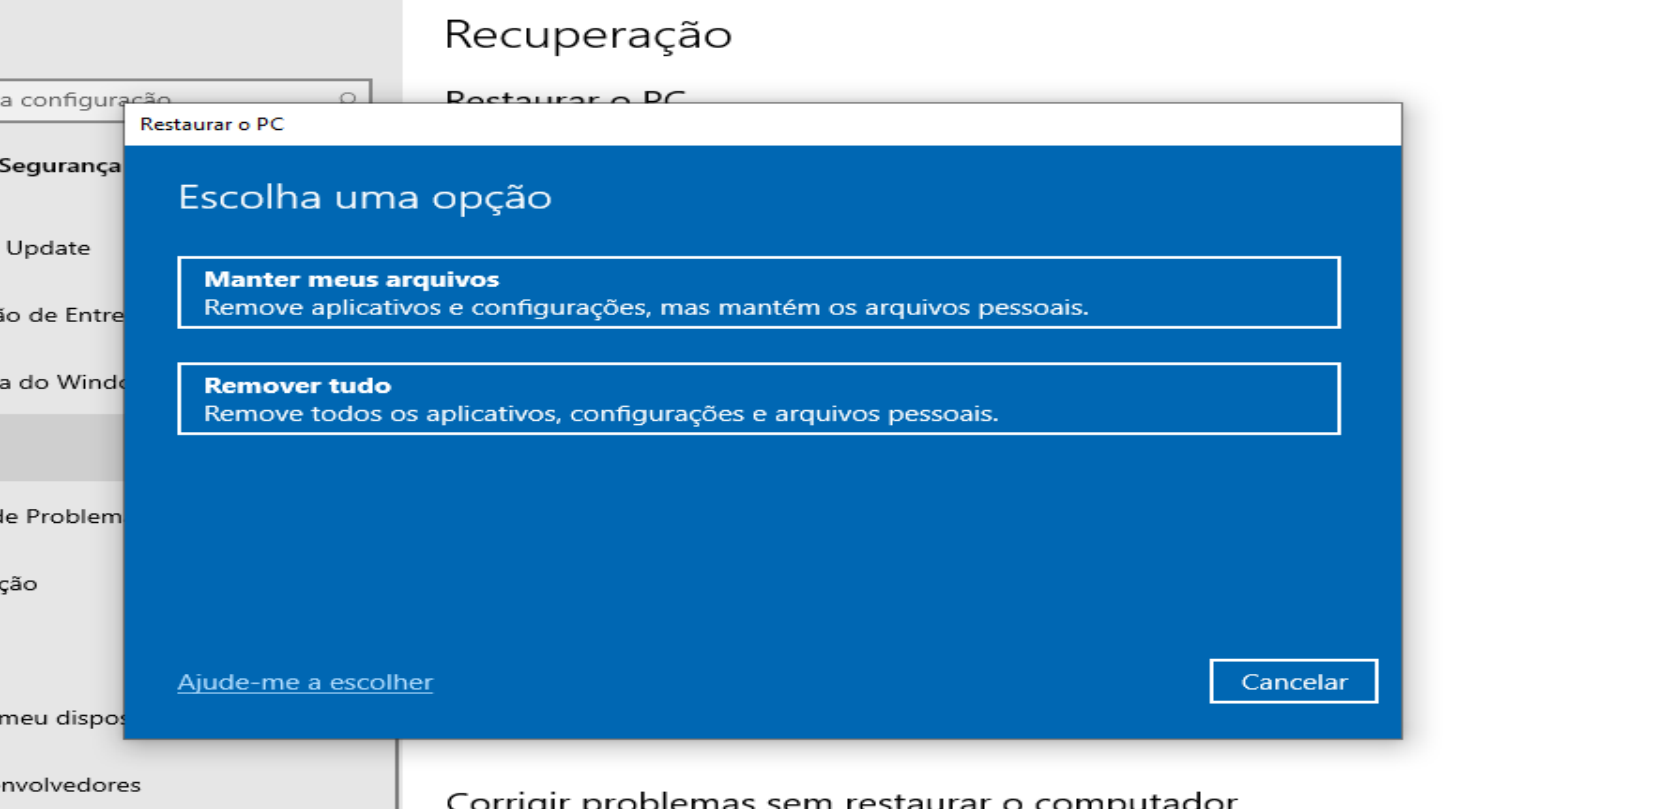 Recuperação
a configuração
Restaurar o PC
Restaurar o PC
Segurança
Escolha uma opção
Update
Manter meus arquivos
Remove aplicativos e configurações, mas mantém os arquivos pessoais.
ão de Entre
a do Windo
Remover tudo
Remove todos os aplicativos, configurações e arquivos pessoais.
de Problem
ção
Ajude-me a escolher
Cancelar
meu dispos
nvolvedores
Corrigir problemas sem restaurar o computador